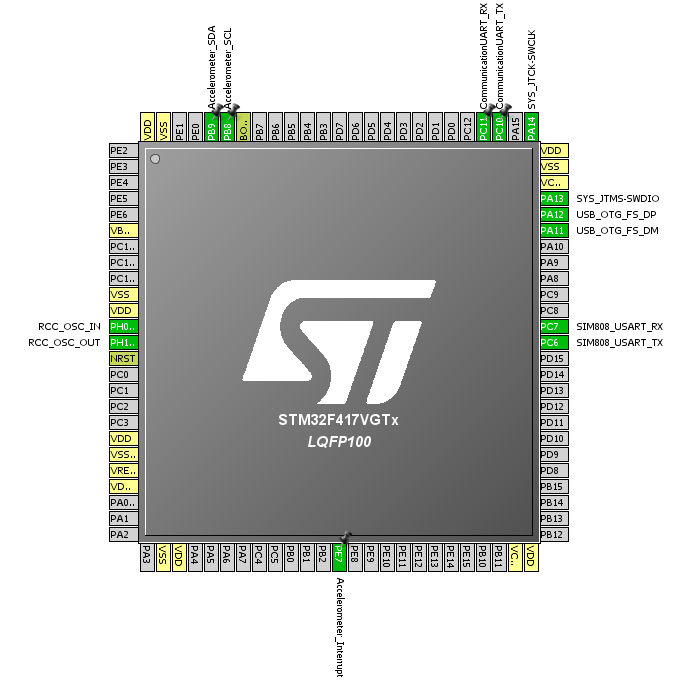 Accelerometer_SDA
Accelerometer_SCL
CommunicationUART_RX
CommunicationUART_TX
SYS_JTCK-SWCLK
VDD
VSS
PE1
PE0
PB9
PB8
BO..
PB7
PB6
PB5
PB4
PB3
PD7
PD6
PD5
PD4
PD3
PD2
PD1
PD0
PC12
PC11
PC10
PA15
PA14
PE2
PE3
PE4
PE5
PE6
VB..
PC1..
PC1..
PC1..
VSS
VDD
RCC_OSC_IN PH0..
RCC_OSC_OUT PH1..
NRST
PC0
PC1
PC2
PC3
VDD
VSS..
VRE..
VD..
PA0..
PA1
PA2
ST
STM32F417VGTx
LQFP100
VDD
VSS
VC..
PA13 SYS_JTMS-SWDIO
PA12 USB_OTG_FS_DP
PA11 USB_OTG_FS_DM
PA10
PA9
PA8
PC9
PC8
PC7 SIM808_USART_RX
PC6 SIM808_USART_TX
PD15
PD14
PD13
PD12
PD11
PD10
PD9
PD8
PB15
PB14
PB13
PB12
PA3
VSS
VDD
PA4
PA5
PA6
PA7
PC4
PC5
PB0
PB1
PB2
PE7
PE8
PE9
PE10
PE11
PE12
PE13
PE14
PE15
PB10
PB11
VC..
VDD
Accelerometer_Interrupt